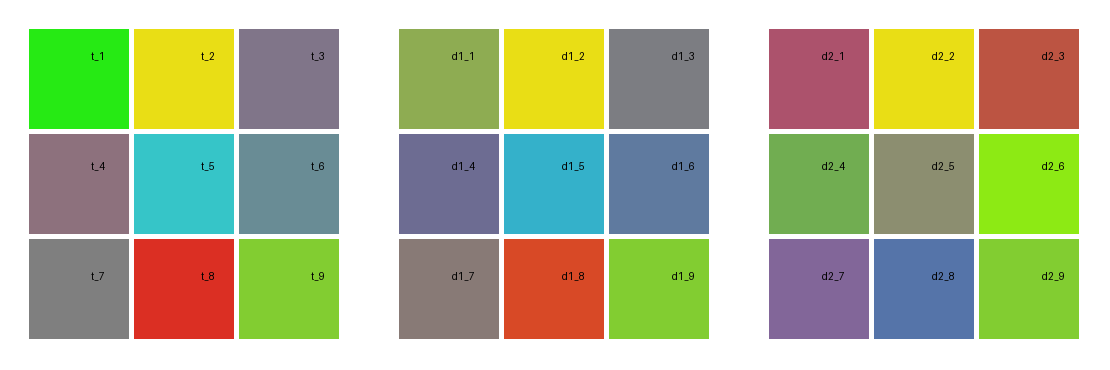 t_1 t_2 t_3 d1_1 d1_2 d1_3 d2_1 d2_2 d2_3
t_4 t_5 t_6 d1_4 d1_5 d1_6 d2_4 d2_5 d2_6
t_7 t_8 t_9 d1_7 d1_8 d1_9 d2_7 d2_8 d2_9